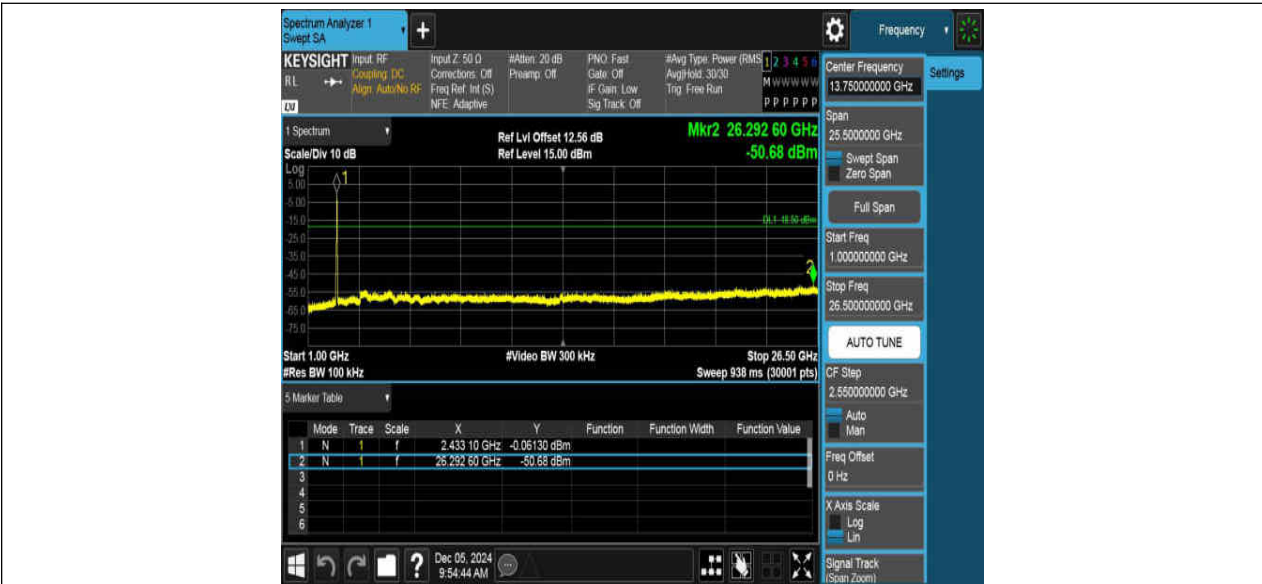 Spectrum Analyzer 1
Swept SA
+
Frequency
KEYSIGHT
RL
LXI
Input: RF
Coupling: DC
Align: Auto/No RF
Input Z: 50 Ω
Corrections: Off
Freq Ref: Int (S)
NFE: Adaptive
#Atten: 20 dB
Preamp: Off
PNO: Fast
Gate: Off
IF Gain: Low
Sig Track: Off
#Avg Type: Power (RMS
Avg|Hold: 30/30
Trig: Free Run
1 2 3 4 5 6
M W W W W W
P P P P P P
1 Spectrum
Scale/Div 10 dB
Ref Lvl Offset 12.56 dB
Ref Level 15.00 dBm
Mkr2 26.292 60 GHz
-50.68 dBm
Log
5.00
-5.00
-15.0
-25.0
-35.0
-45.0
-55.0
-65.0
-75.0
1
DL1 -18.50 dBm
2
Start 1.00 GHz
#Video BW 300 kHz
Stop 26.50 GHz
#Res BW 100 kHz
Sweep 938 ms (30001 pts)
5 Marker Table
Mode Trace Scale X Y Function Function Width Function Value
1 N 1 f 2.433 10 GHz -0.06130 dBm
2 N 1 f 26.292 60 GHz -50.68 dBm
3
4
5
6
?
Dec 05, 2024
9:54:44 AM
Center Frequency
13.750000000 GHz
Settings
Span
25.5000000 GHz
Swept Span
Zero Span
Full Span
Start Freq
1.000000000 GHz
Stop Freq
26.500000000 GHz
AUTO TUNE
CF Step
2.550000000 GHz
Auto
Man
Freq Offset
0 Hz
X Axis Scale
Log
Lin
Signal Track
(Span Zoom)